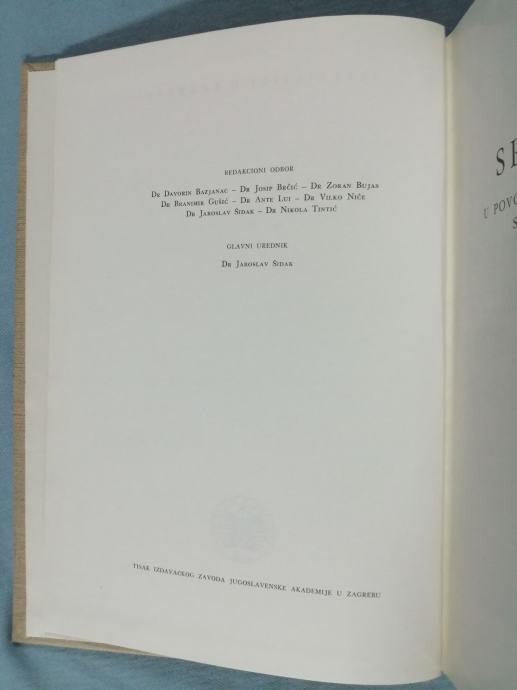 REDAKCIONI ODBOR
DR DAVORIN BAZJANAC – DR JOSIP BRČIĆ – DR ZORAN BUJAS
DR BRANIMIR GUŠIĆ – DR ANTE LUI – DR VILKO NIČE
DR JAROSLAV ŠIDAK – DR NIKOLA TINTIĆ
GLAVNI UREDNIK
DR JAROSLAV ŠIDAK
TISAK IZDAVAČKOG ZAVODA JUGOSLAVENSKE AKADEMIJE U ZAGREBU
U POVO